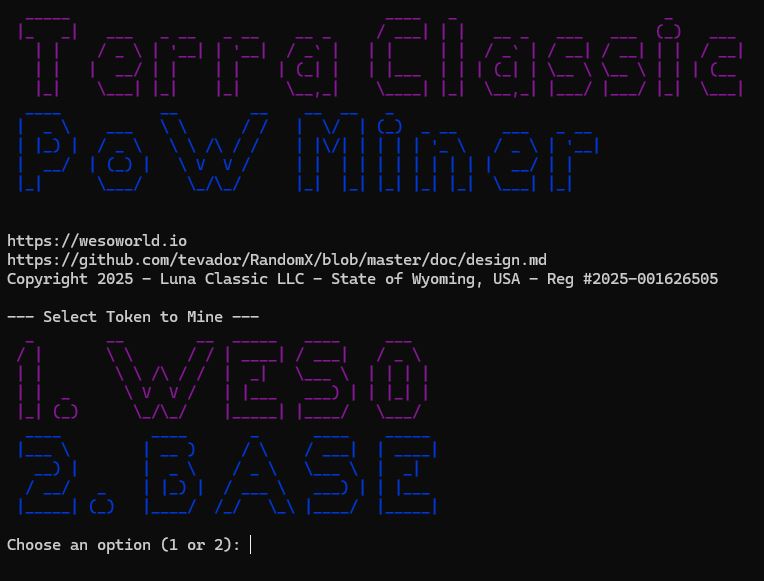 Terra Classic
PoW Miner
https://wesoworld.io
https://github.com/tevador/RandomX/blob/master/doc/design.md
Copyright 2025 - Luna Classic LLC - State of Wyoming, USA - Reg #2025-001626505
--- Select Token to Mine ---
1. WESO
2. BASE
Choose an option (1 or 2):